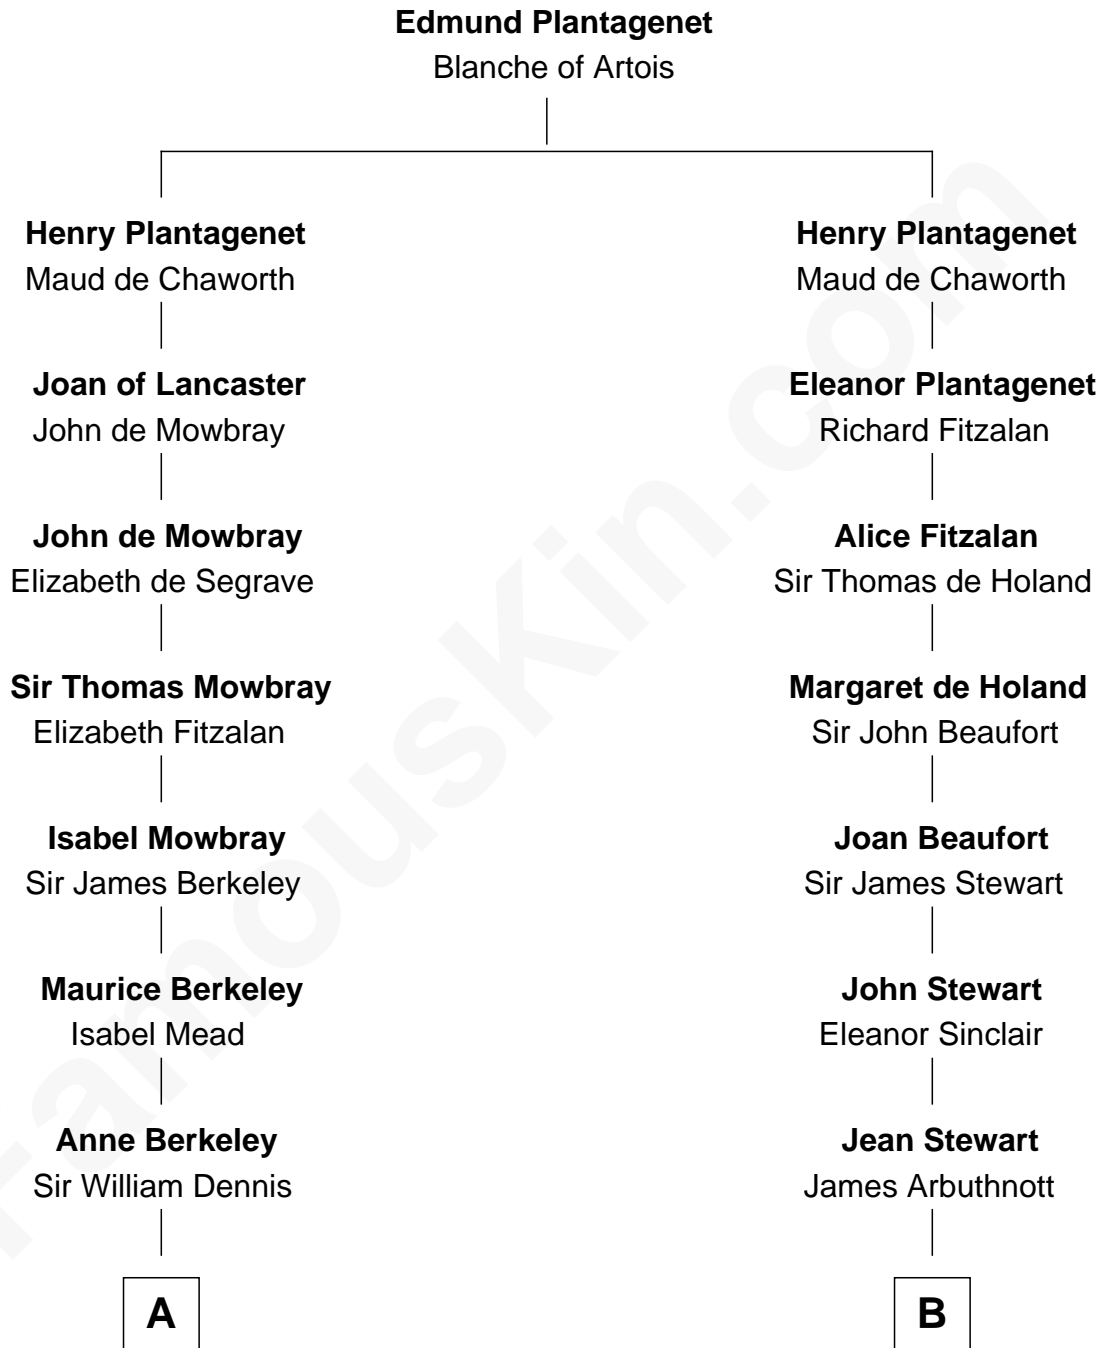 Edmund Plantagenet
Blanche of Artois
Henry Plantagenet
Maud de Chaworth
Joan of Lancaster
John de Mowbray
John de Mowbray
Elizabeth de Segrave
Sir Thomas Mowbray
Elizabeth Fitzalan
Isabel Mowbray
Sir James Berkeley
Maurice Berkeley
Isabel Mead
Anne Berkeley
Sir William Dennis
A
Henry Plantagenet
Maud de Chaworth
Eleanor Plantagenet
Richard Fitzalan
Alice Fitzalan
Sir Thomas de Holand
Margaret de Holand
Sir John Beaufort
Joan Beaufort
Sir James Stewart
John Stewart
Eleanor Sinclair
Jean Stewart
James Arbuthnott
B
FamousKin.com